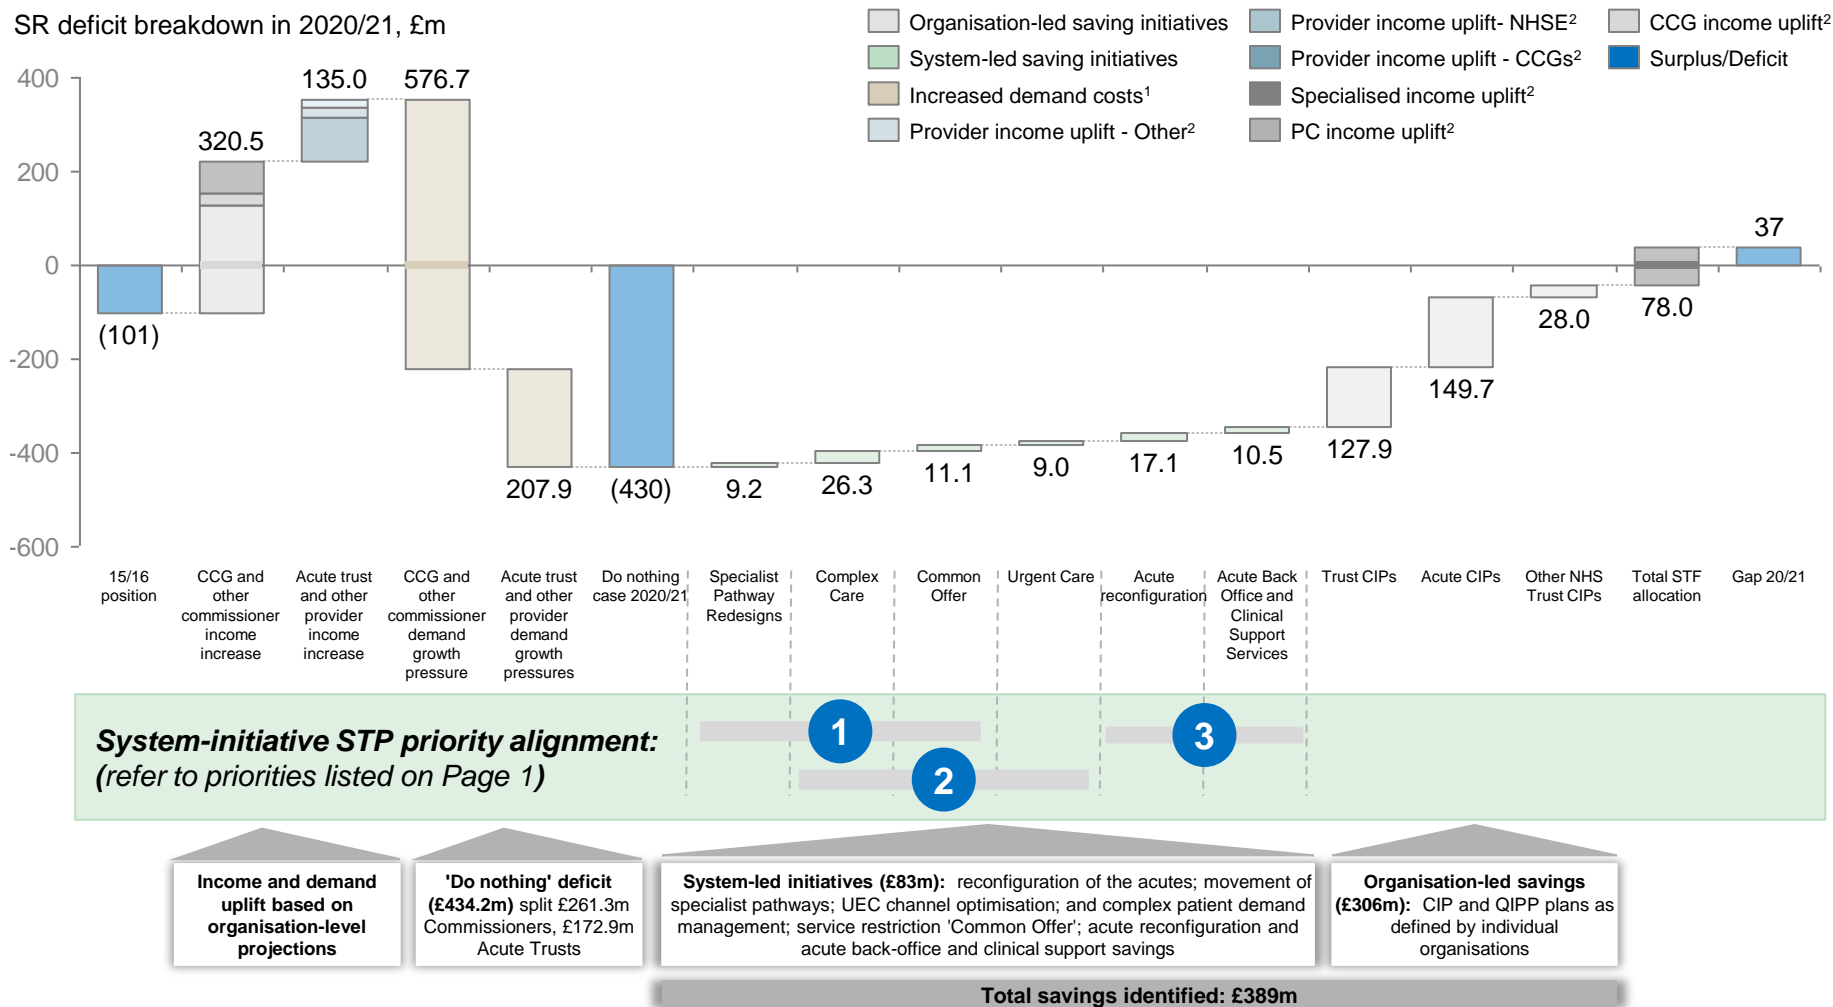 SR deficit breakdown in 2020/21, £m
Organisation-led saving initiatives
System-led saving initiatives
Increased demand costs¹
Provider income uplift - Other²
Provider income uplift- NHSE²
Provider income uplift - CCGs²
Specialised income uplift²
PC income uplift²
CCG income uplift²
Surplus/Deficit
400
200
0
-200
-400
-600
(101)
320.5
135.0
576.7
207.9
(430)
9.2
26.3
11.1
9.0
17.1
10.5
127.9
149.7
28.0
78.0
37
15/16
position
CCG and
other
commissioner
income
increase
Acute trust
and other
provider
income
increase
CCG and
other
commissioner
demand
growth
pressure
Acute trust
and other
provider
demand
growth
pressures
Do nothing
case 2020/21
Specialist
Pathway
Redesigns
Complex
Care
Common
Offer
Urgent Care
Acute
reconfiguration
Acute Back
Office and
Clinical
Support
Services
Trust CIPs
Acute CIPs
Other NHS
Trust CIPs
Total STF
allocation
Gap 20/21
System-initiative STP priority alignment:
(refer to priorities listed on Page 1)
1
2
3
Income and demand
uplift based on
organisation-level
projections
'Do nothing' deficit
(£434.2m) split £261.3m
Commissioners, £172.9m
Acute Trusts
System-led initiatives (£83m): reconfiguration of the acutes; movement of
specialist pathways; UEC channel optimisation; and complex patient demand
management; service restriction 'Common Offer'; acute reconfiguration and
acute back-office and clinical support savings
Organisation-led savings
(£306m): CIP and QIPP plans as
defined by individual
organisations
Total savings identified: £389m